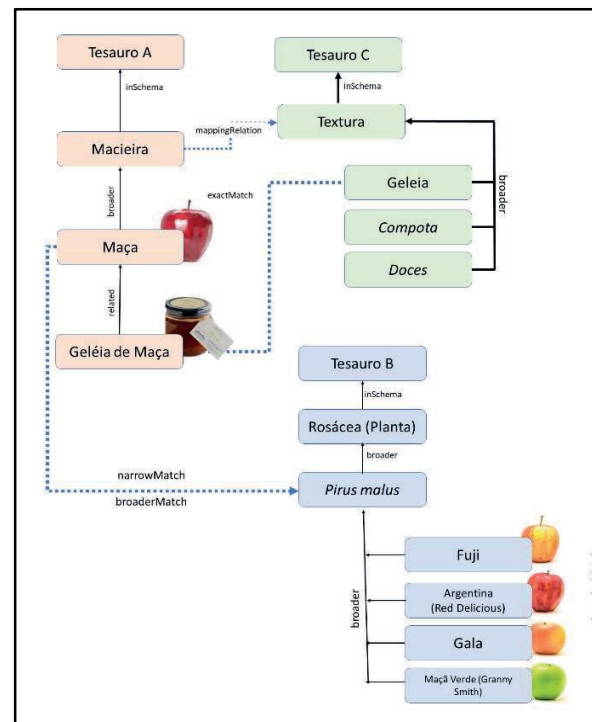 Tesauro A
inSchema
Macieira
broader
Maça
related
Geléia de Maça
mappingRelation
exactMatch
Tesauro C
inSchema
Textura
Geleia
Compota
Doces
broader
narrowMatch
broaderMatch
Tesauro B
inSchema
Rosácea (Planta)
broader
Pirus malus
broader
Fuji
Argentina
(Red Delicious)
Gala
Maçã Verde (Granny
Smith)